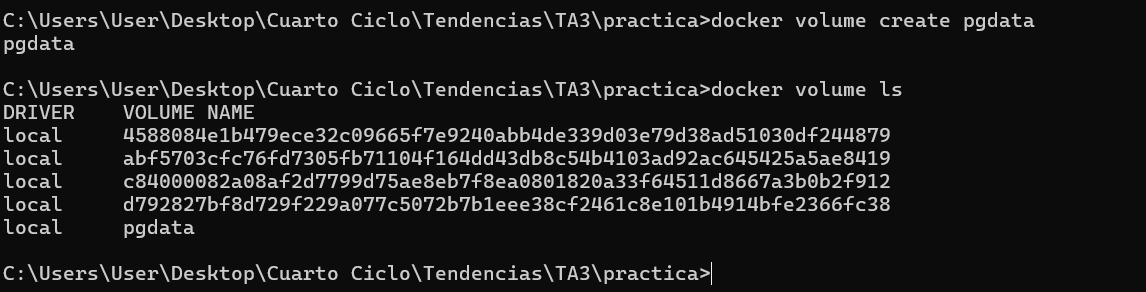 C:\Users\User\Desktop\Cuarto Ciclo\Tendencias\TA3\practica>docker volume create pgdata
pgdata
C:\Users\User\Desktop\Cuarto Ciclo\Tendencias\TA3\practica>docker volume ls
DRIVER    VOLUME NAME
local     4588084e1b479ece32c09665f7e9240abb4de339d03e79d38ad51030df244879
local     abf5703cfc76fd7305fb71104f164dd43db8c54b4103ad92ac645425a5ae8419
local     c84000082a08af2d7799d75ae8eb7f8ea0801820a33f64511d8667a3b0b2f912
local     d792827bf8d729f229a077c5072b7b1eee38cf2461c8e101b4914bfe2366fc38
local     pgdata
C:\Users\User\Desktop\Cuarto Ciclo\Tendencias\TA3\practica>